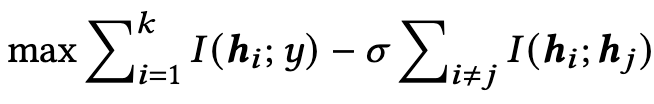 max ∑_{i=1}^{k} I(𝒉_i; y) − σ ∑_{i≠j} I(𝒉_i; 𝒉_j)